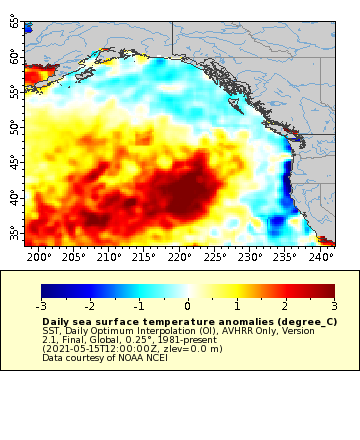 65°
60°
55°
50°
45°
40°
35°
200° 205° 210° 215° 220° 225° 230° 235° 240°
-3 -2 -1 0 1 2 3
Daily sea surface temperature anomalies (degree_C)
SST, Daily Optimum Interpolation (OI), AVHRR Only, Version
2.1, Final, Global, 0.25°, 1981-present
(2021-05-15T12:00:00Z, zlev=0.0 m)
Data courtesy of NOAA NCEI